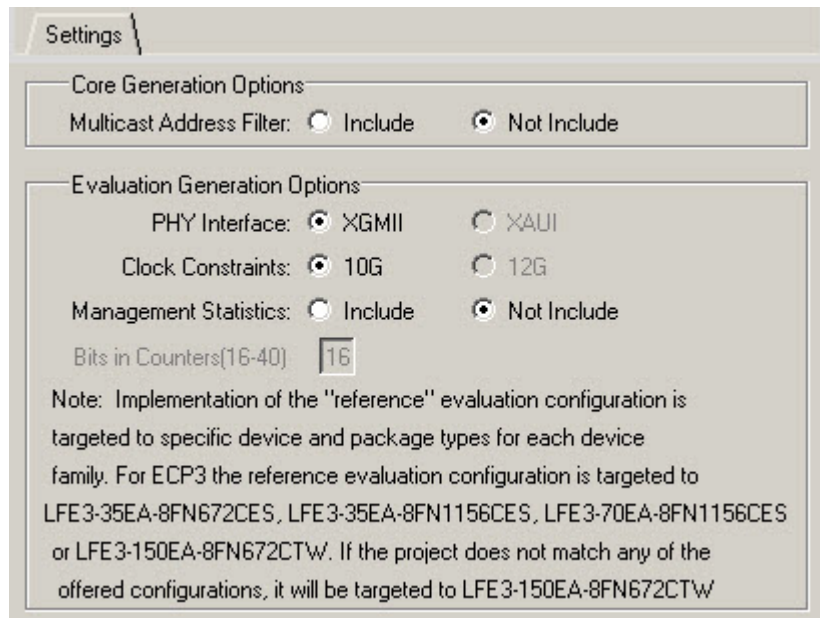 Settings
Core Generation Options
Multicast Address Filter: Include Not Include
Evaluation Generation Options
PHY Interface: XGMII XAUI
Clock Constraints: 10G 12G
Management Statistics: Include Not Include
Bits in Counters(16-40) 16
Note: Implementation of the "reference" evaluation configuration is
targeted to specific device and package types for each device
family. For ECP3 the reference evaluation configuration is targeted to
LFE3-35EA-8FN672CES, LFE3-35EA-8FN1156CES, LFE3-70EA-8FN1156CES
or LFE3-150EA-8FN672CTW. If the project does not match any of the
offered configurations, it will be targeted to LFE3-150EA-8FN672CTW